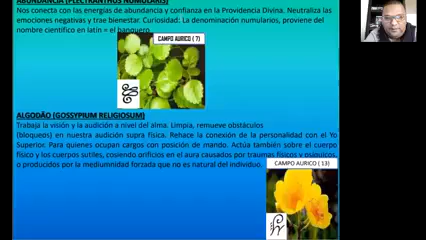 ABUNDANCIA (PLECTRANTHUS NUMULARIS)
Nos conecta con las energías de abundancia y confianza en la Providencia Divina. Neutraliza las
emociones negativas y trae bienestar. Curiosidad: La denominación numularios, proviene del
nombre científico en latín = el banquero.
CAMPO AURICO ( 7)
ALGODÃO (GOSSYPIUM RELIGIOSUM)
Trabaja la visión y la audición a nivel del alma. Limpia, remueve obstáculos
(bloqueos) en nuestra audición supra física. Rehace la conexión de la personalidad con el Yo
Superior. Para quienes ocupan cargos con posición de mando. Actúa también sobre el cuerpo
físico y los cuerpos sutiles, cosiendo orificios en el aura causados por traumas físicos y psíquicos,
o producidos por la mediumnidad forzada que no es natural del individuo.
CAMPO AURICO ( 13)